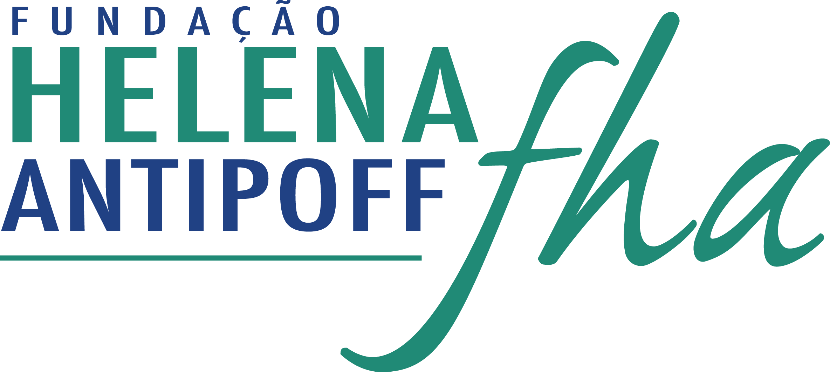 FUNDAÇÃO
HELENA
ANTIPOFF
fha